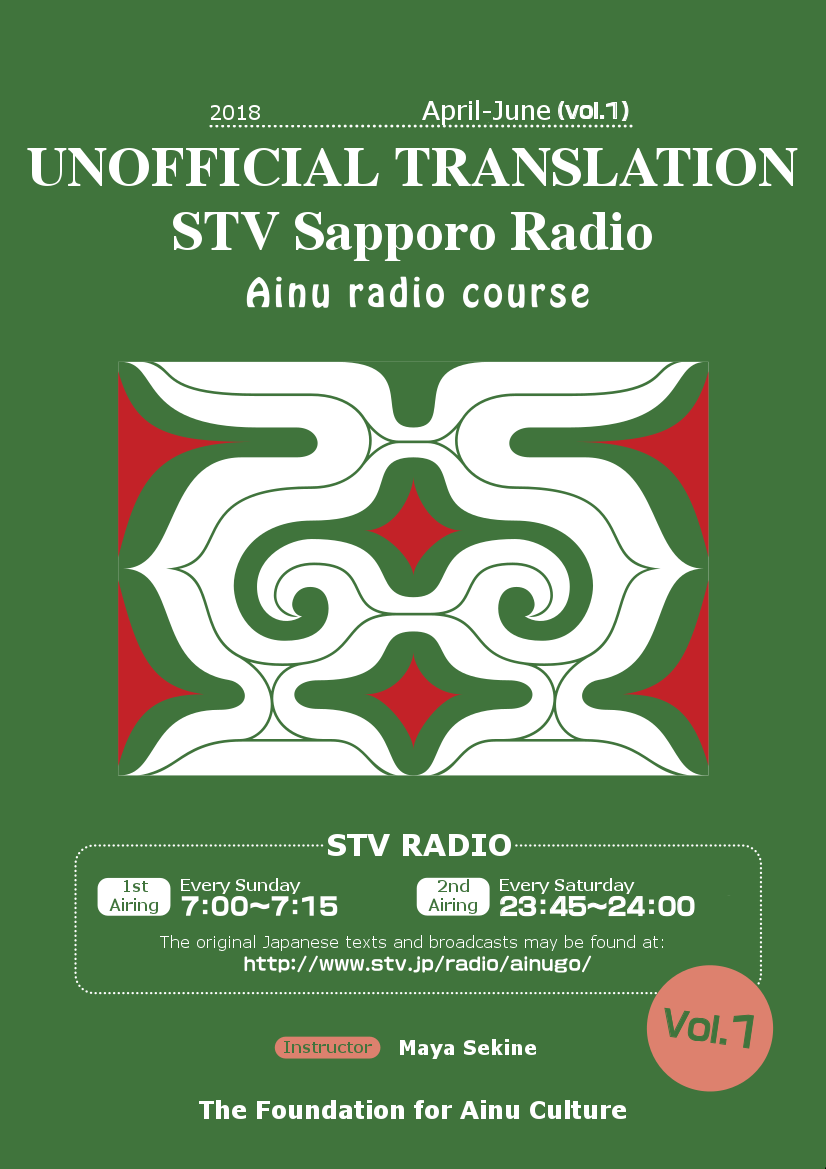 2018 April-June (vol.1)
UNOFFICIAL TRANSLATION
STV Sapporo Radio
Ainu radio course
STV RADIO
1st Airing Every Sunday 7:00~7:15
2nd Airing Every Saturday 23:45~24:00
The original Japanese texts and broadcasts may be found at:
http://www.stv.jp/radio/ainugo/
Vol.1
Instructor Maya Sekine
The Foundation for Ainu Culture